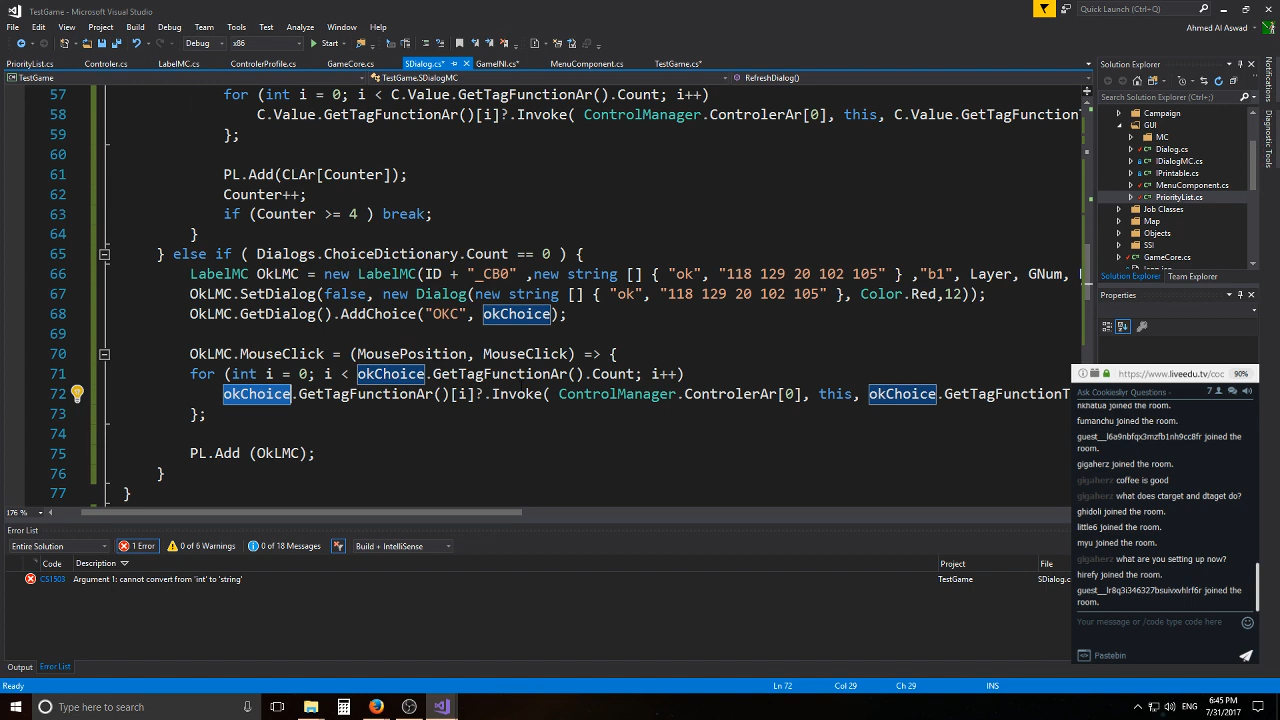 TestGame - Microsoft Visual Studio
Quick Launch (Ctrl+Q)
File Edit View Project Build Debug Team Tools Test Analyze Window Help
Ahmed Al Aswad
Debug x86 Start
PriorityList.cs Controler.cs LabelMC.cs ControlerProfile.cs GameCore.cs SDialog.cs* GameINI.cs* MenuComponent.cs TestGame.cs*
TestGame TestGame.SDialogMC RefreshDialog()
57 for (int i = 0; i < C.Value.GetTagFunctionAr().Count; i++)
58 C.Value.GetTagFunctionAr()[i]?.Invoke( ControlManager.ControlerAr[0], this, C.Value.GetTagFunction
59 };
60
61 PL.Add(CLAr[Counter]);
62 Counter++;
63 if (Counter >= 4 ) break;
64 }
65 } else if ( Dialogs.ChoiceDictionary.Count == 0 ) {
66 LabelMC OkLMC = new LabelMC(ID + "_CB0" ,new string [] { "ok", "118 129 20 102 105" } ,"b1", Layer, GNum,
67 OkLMC.SetDialog(false, new Dialog(new string [] { "ok", "118 129 20 102 105" }, Color.Red,12));
68 OkLMC.GetDialog().AddChoice("OKC", okChoice);
69
70 OkLMC.MouseClick = (MousePosition, MouseClick) => {
71 for (int i = 0; i < okChoice.GetTagFunctionAr().Count; i++)
72 okChoice.GetTagFunctionAr()[i]?.Invoke( ControlManager.ControlerAr[0], this, okChoice.GetTagFunctionT
73 };
74
75 PL.Add (OkLMC);
76 }
77 }
176 %
Error List
Entire Solution 1 Error 0 of 6 Warnings 0 of 18 Messages Build + IntelliSense
Code Description Project File
CS1503 Argument 1: cannot convert from 'int' to 'string' TestGame SDialog.cs
Output Error List
Ready Ln 72 Col 29 Ch 29 INS
Solution Explorer
Search Solution Explorer (Ctrl+;)
Campaign
GUI
MC
Dialog.cs
IDialogMC.cs
IPrintable.cs
MenuComponent.cs
PriorityList.cs
Job Classes
Map
Objects
SSI
GameCore.cs
Solution Explorer Team Explorer
Properties
Notifications
Diagnostic Tools
https://www.liveedu.tv/coc 90%
Ask Cookieslyr Questions - 7
nkhatua joined the room.
fumanchu joined the room.
guest__l6a9nbfqx3mzfb1nh9cc8fr joined the
room.
gigaherz joined the room.
gigaherz coffee is good
gigaherz what does ctarget and dtaget do?
ghidoli joined the room.
little6 joined the room.
myu joined the room.
gigaherz what are you setting up now?
hirefy joined the room.
guest__lr8q3i346327bsuivxvhlrf6r joined the
room.
Your message or /code type code here
Pastebin
Type here to search
6:45 PM
7/31/2017